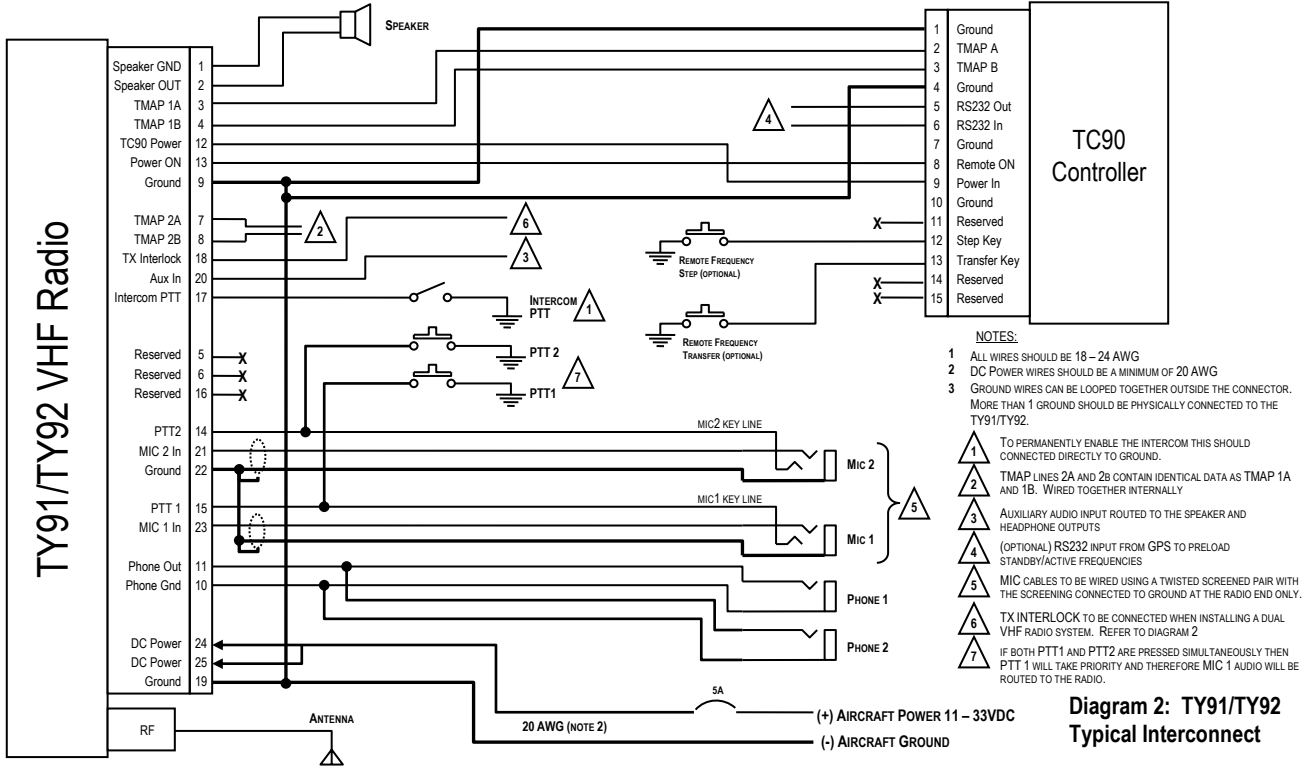 TY91/TY92 VHF Radio
Speaker GND 1
Speaker OUT 2
TMAP 1A 3
TMAP 1B 4
TC90 Power 12
Power ON 13
Ground 9
TMAP 2A 7
TMAP 2B 8
TX Interlock 18
Aux In 20
Intercom PTT 17
Reserved 5 X
Reserved 6 X
Reserved 16 X
PTT2 14
MIC 2 In 21
Ground 22
PTT 1 15
MIC 1 In 23
Phone Out 11
Phone Gnd 10
DC Power 24
DC Power 25
Ground 19
RF
ANTENNA
SPEAKER
2
6
3
INTERCOM
PTT
1
PTT 2
7
PTT1
MIC2 KEY LINE
MIC 2
MIC1 KEY LINE
MIC 1
5
PHONE 1
PHONE 2
5A
20 AWG (NOTE 2)
(+) AIRCRAFT POWER 11 – 33VDC
(-) AIRCRAFT GROUND
4
REMOTE FREQUENCY
STEP (OPTIONAL)
REMOTE FREQUENCY
TRANSFER (OPTIONAL)
1 Ground
2 TMAP A
3 TMAP B
4 Ground
5 RS232 Out
6 RS232 In
7 Ground
8 Remote ON
9 Power In
10 Ground
X 11 Reserved
12 Step Key
13 Transfer Key
X 14 Reserved
X 15 Reserved
TC90
Controller
NOTES:
1 ALL WIRES SHOULD BE 18 – 24 AWG
2 DC POWER WIRES SHOULD BE A MINIMUM OF 20 AWG
3 GROUND WIRES CAN BE LOOPED TOGETHER OUTSIDE THE CONNECTOR.
MORE THAN 1 GROUND SHOULD BE PHYSICALLY CONNECTED TO THE
TY91/TY92.
1 TO PERMANENTLY ENABLE THE INTERCOM THIS SHOULD
CONNECTED DIRECTLY TO GROUND.
2 TMAP LINES 2A AND 2B CONTAIN IDENTICAL DATA AS TMAP 1A
AND 1B. WIRED TOGETHER INTERNALLY
3 AUXILIARY AUDIO INPUT ROUTED TO THE SPEAKER AND
HEADPHONE OUTPUTS
4 (OPTIONAL) RS232 INPUT FROM GPS TO PRELOAD
STANDBY/ACTIVE FREQUENCIES
5 MIC CABLES TO BE WIRED USING A TWISTED SCREENED PAIR WITH
THE SCREENING CONNECTED TO GROUND AT THE RADIO END ONLY.
6 TX INTERLOCK TO BE CONNECTED WHEN INSTALLING A DUAL
VHF RADIO SYSTEM. REFER TO DIAGRAM 2
7 IF BOTH PTT1 AND PTT2 ARE PRESSED SIMULTANEOUSLY THEN
PTT 1 WILL TAKE PRIORITY AND THEREFORE MIC 1 AUDIO WILL BE
ROUTED TO THE RADIO.
Diagram 2: TY91/TY92
Typical Interconnect